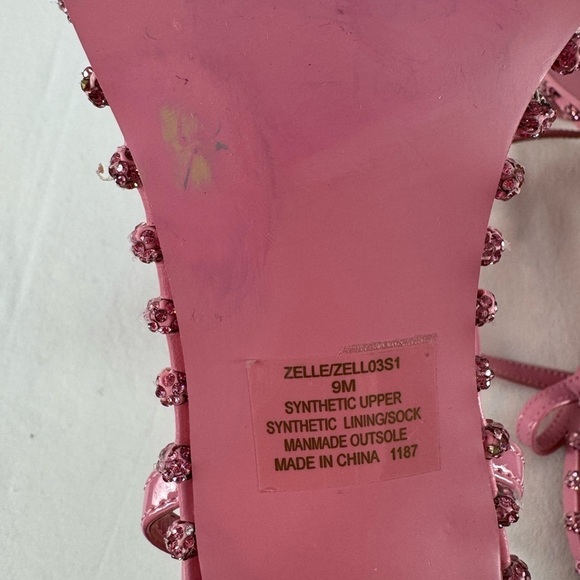 ZELLE/ZELL03S1
9M
SYNTHETIC UPPER
SYNTHETIC LINING/SOCK
MANMADE OUTSOLE
MADE IN CHINA 1187